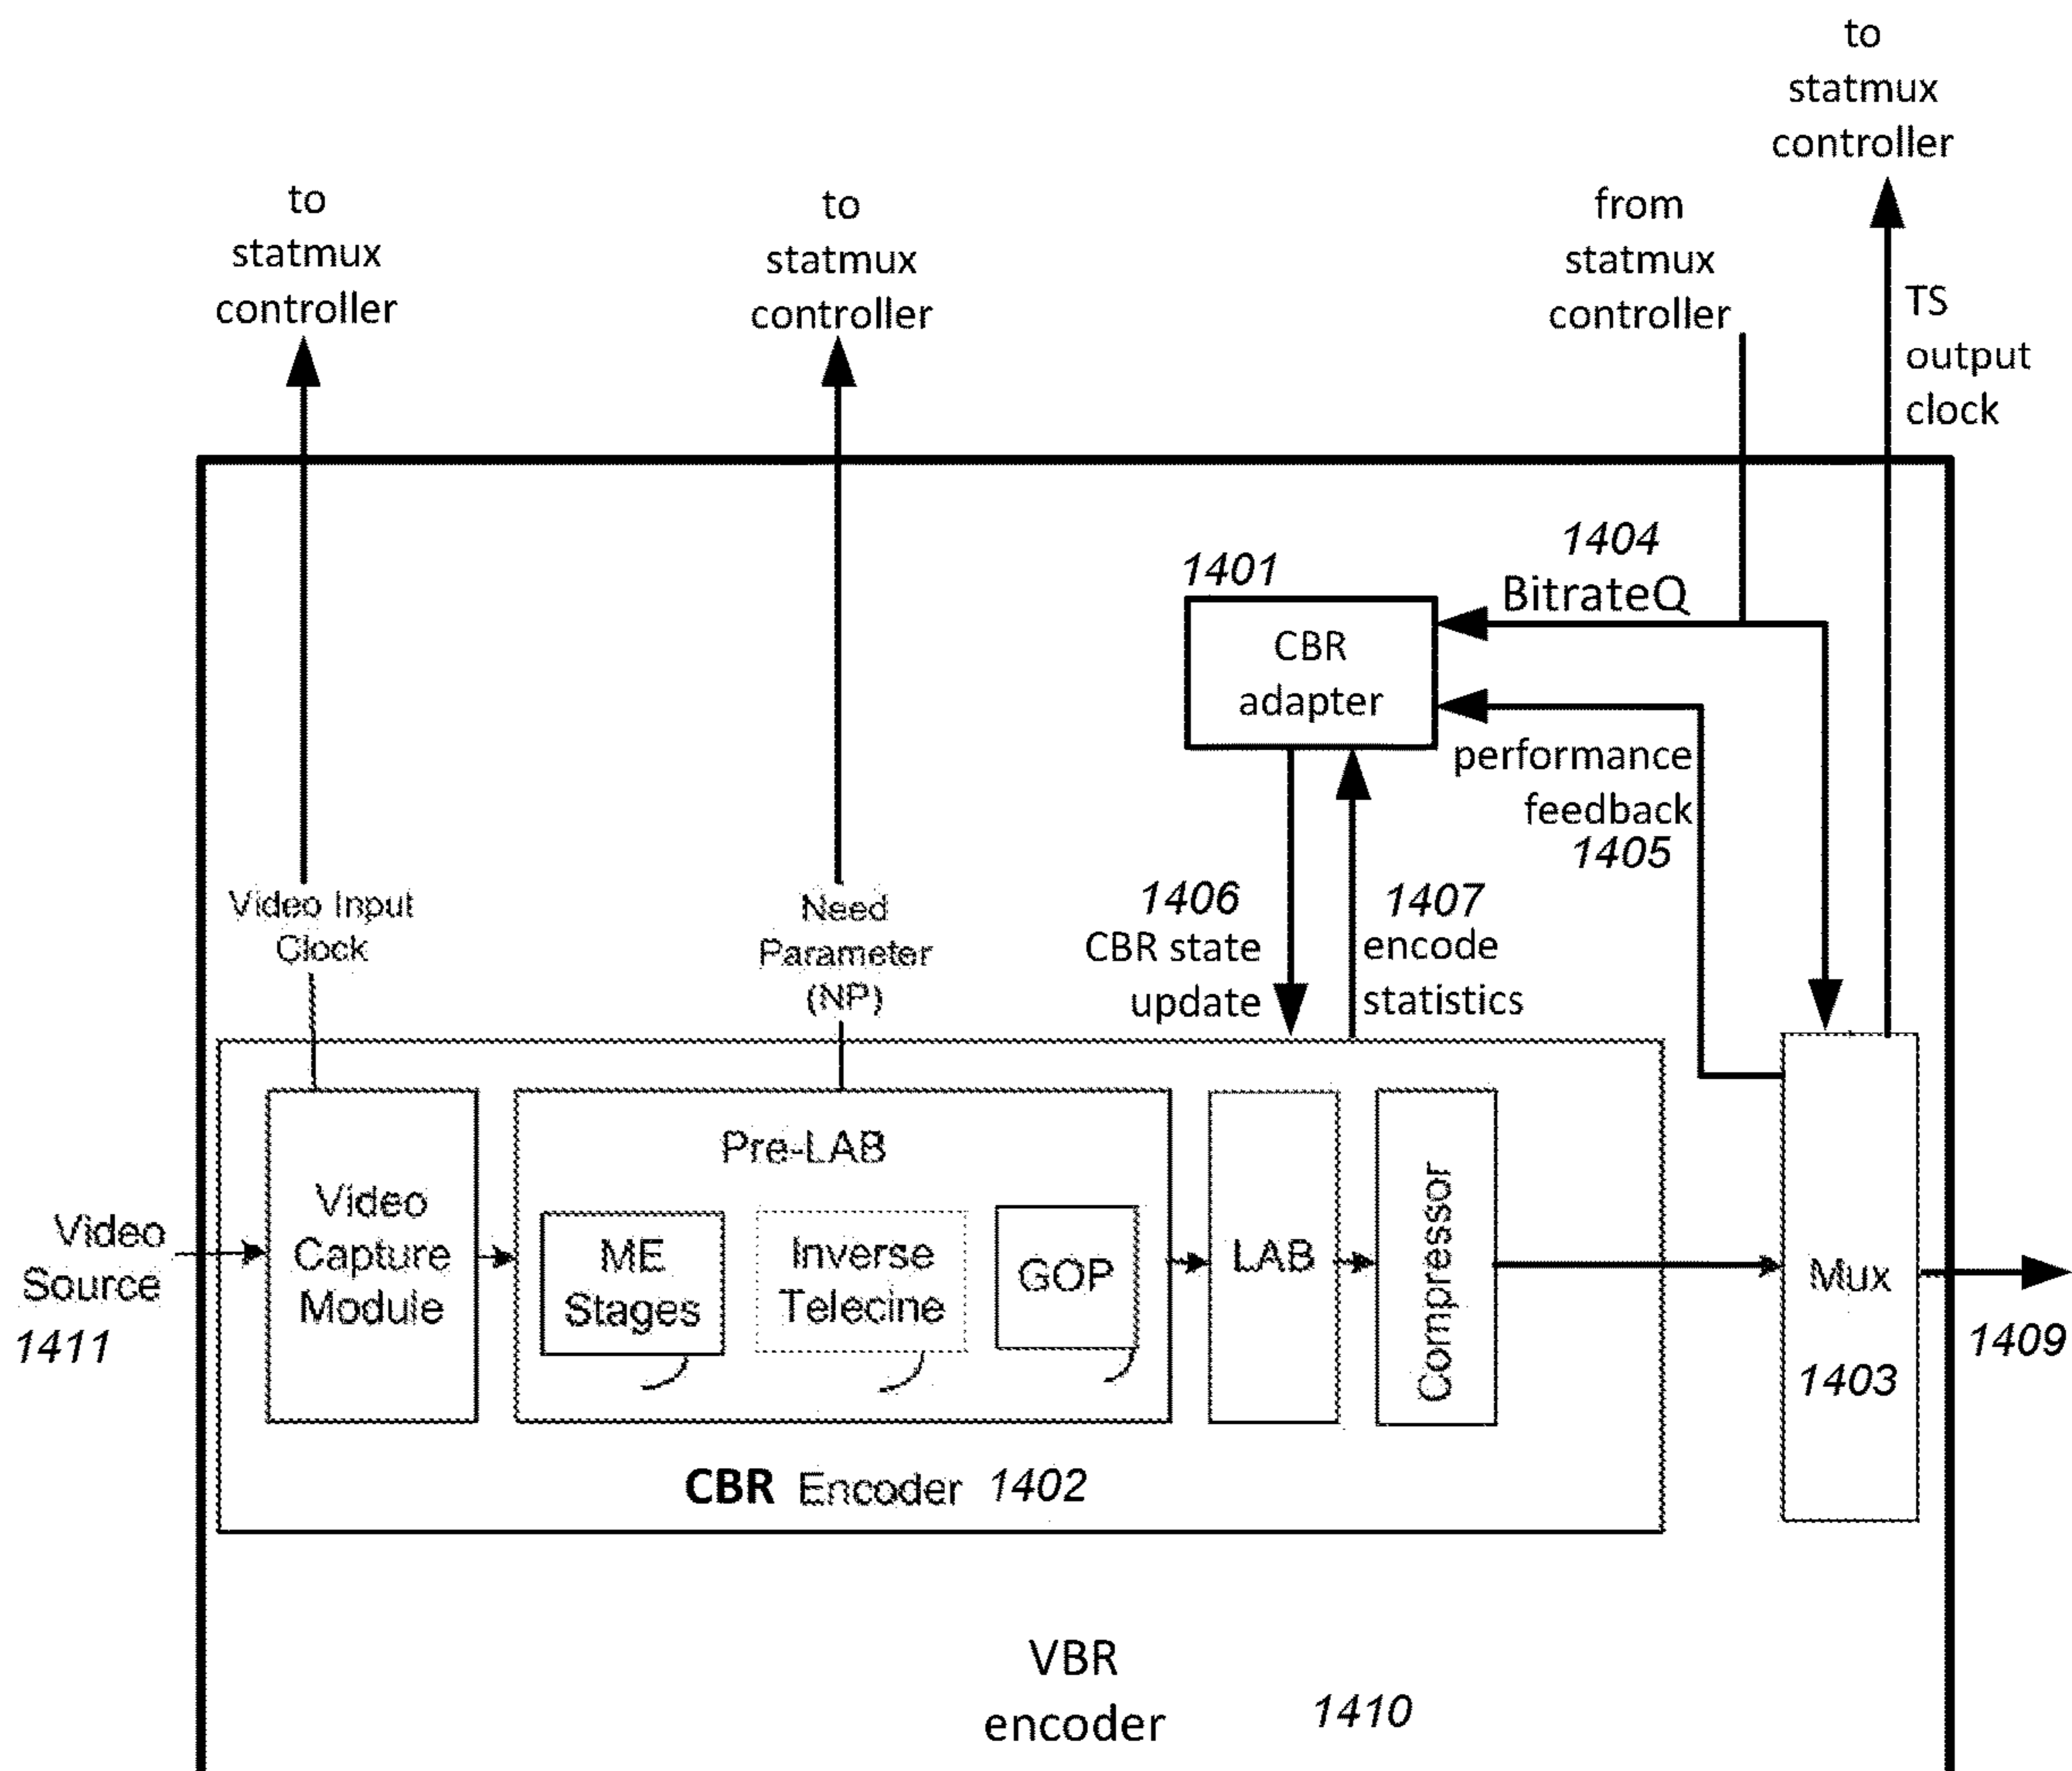 to
statmux
controller
to
statmux
controller
to
statmux
controller
from
statmux
controller
TS
output
clock
1404
BitrateQ
1401
CBR
adapter
performance
feedback
1405
Video Input
Clock
Need
Parameter
(NP)
1406
CBR state
update
1407
encode
statistics
Video
Source
1411
Video
Capture
Module
Pre-LAB
ME
Stages
Inverse
Telecine
GOP
LAB
Compressor
Mux
1403
1409
CBR Encoder 1402
VBR
encoder
1410